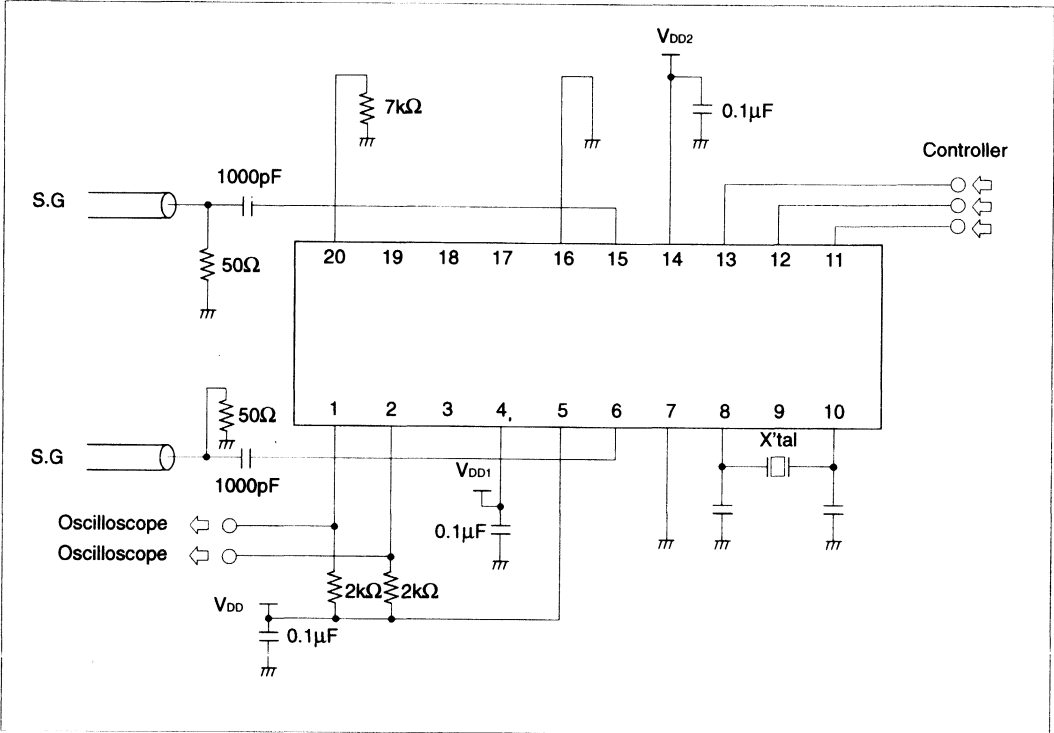 VDD2
7kΩ
0.1µF
Controller
1000pF
S.G
50Ω
20 19 18 17 16 15 14 13 12 11
1 2 3 4 5 6 7 8 9 10
50Ω
X'tal
S.G
1000pF
VDD1
0.1µF
Oscilloscope
Oscilloscope
2kΩ 2kΩ
VDD
0.1µF